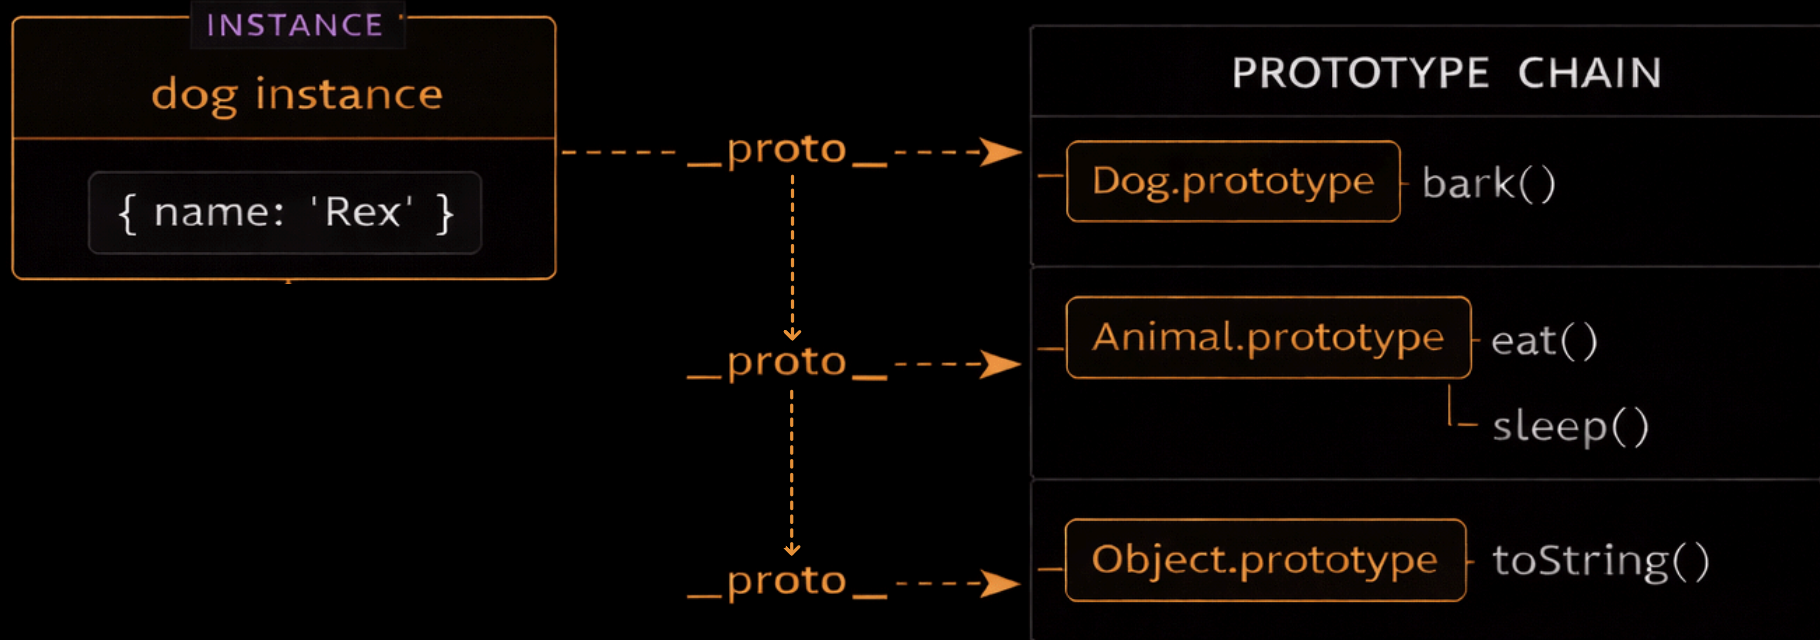 INSTANCE
dog instance
{ name: 'Rex' }
_proto_
_proto_
_proto_
PROTOTYPE CHAIN
Dog.prototype bark()
Animal.prototype eat()
sleep()
Object.prototype toString()